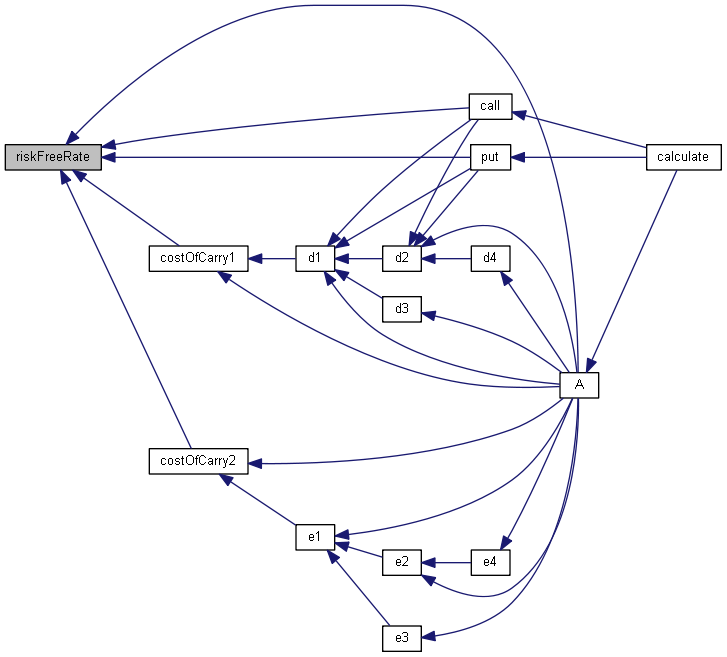 call
riskFreeRate
put
calculate
costOfCarry1
d1
d2
d4
d3
A
costOfCarry2
e1
e2
e4
e3